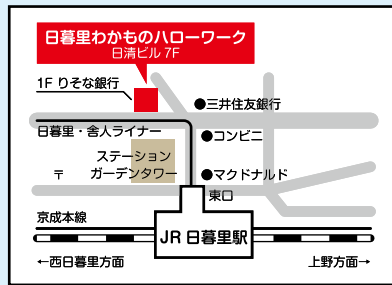 日暮里わかものハローワーク
日清ビル 7F
1F りそな銀行
●三井住友銀行
日暮里・舎人ライナー
●コンビニ
ステーション
ガーデンタワー
〒
●マクドナルド
東口
京成本線
JR 日暮里駅
←西日暮里方面
上野方面→